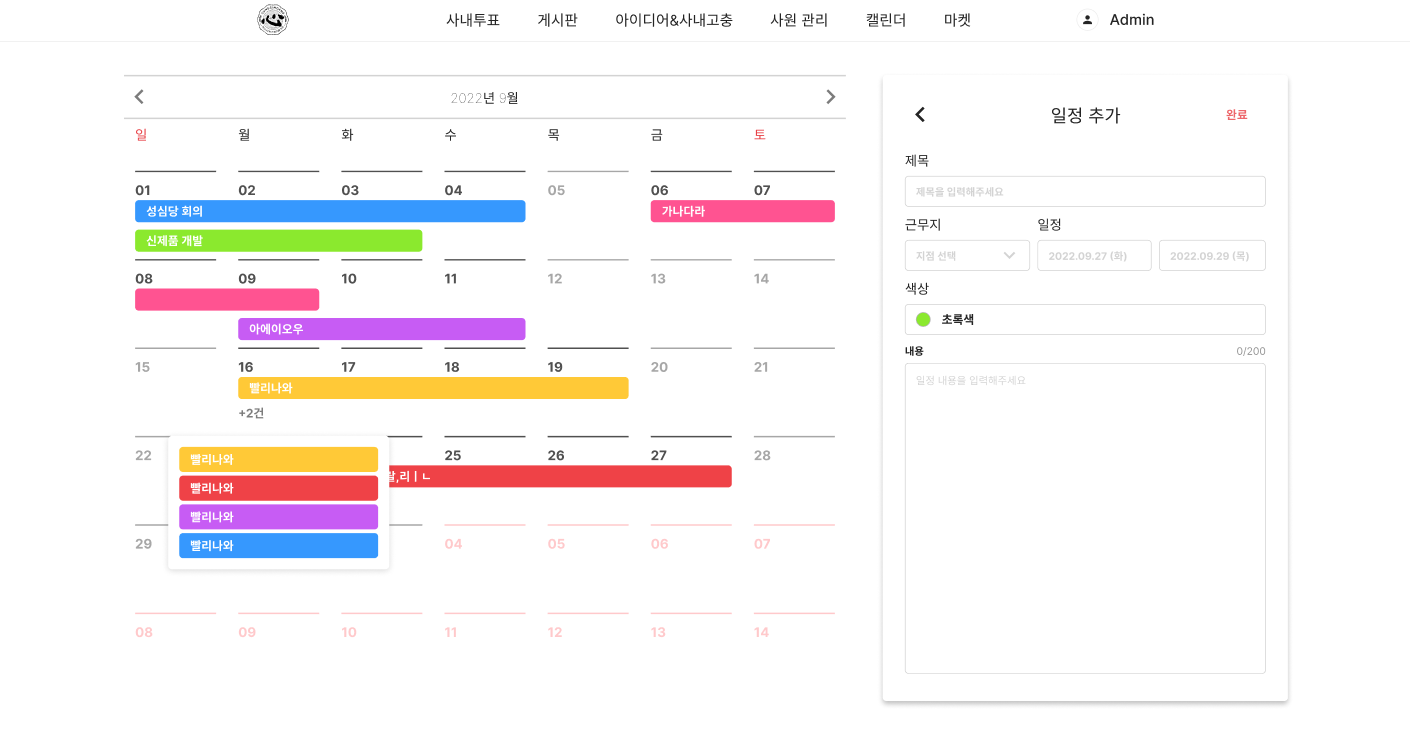 사내투표 게시판 아이디어&사내고충 사원 관리 캘린더 마켓 Admin
2022년 9월
일 월 화 수 목 금 토
01 02 03 04 05 06 07
성심당 회의 가나다라
신제품 개발
08 09 10 11 12 13 14
아에이오우
15 16 17 18 19 20 21
빨리나와
+2건
22 25 26 27 28
,리ㅣㄴ
빨리나와
빨리나와
빨리나와
빨리나와
29 04 05 06 07
08 09 10 11 12 13 14
일정 추가 완료
제목
제목을 입력해주세요
근무지 일정
지점 선택 2022.09.27 (화) 2022.09.29 (목)
색상
초록색
내용 0/200
일정 내용을 입력해주세요